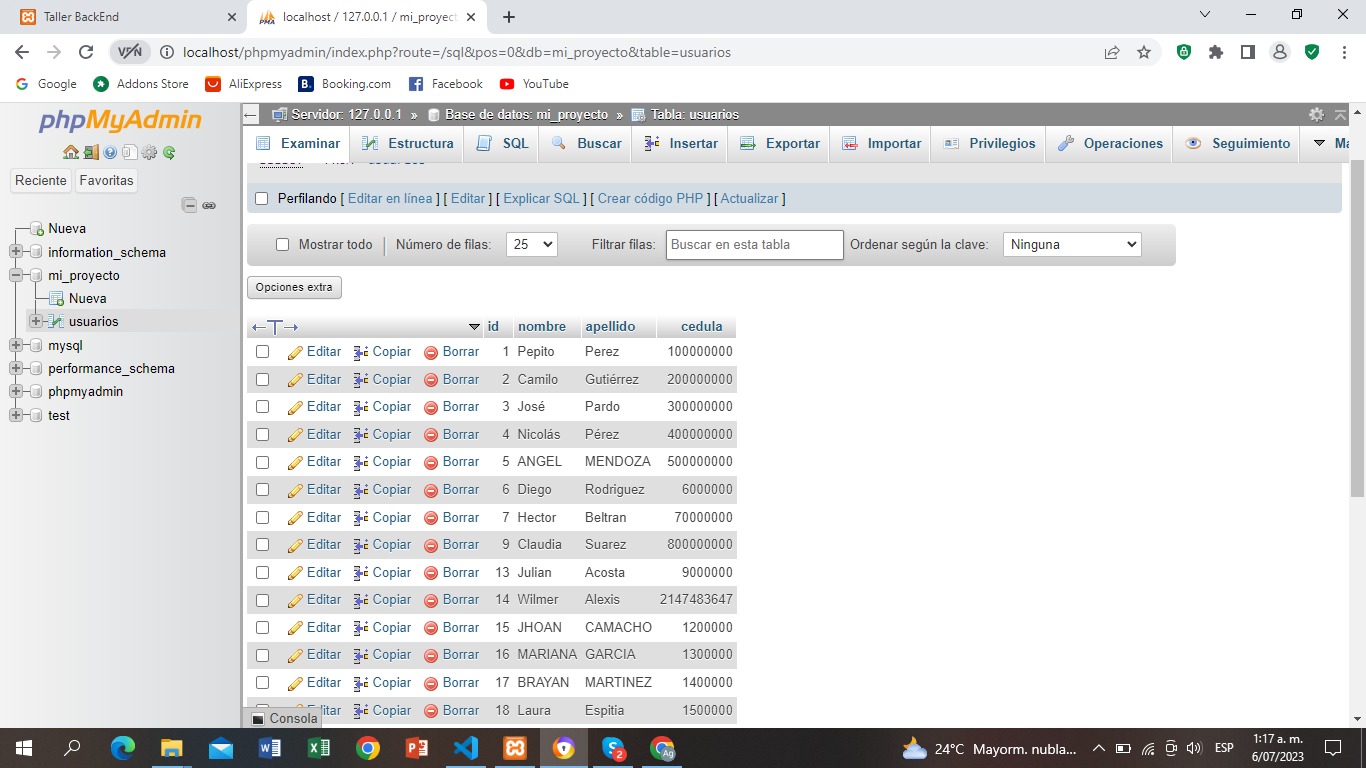 Taller BackEnd
localhost / 127.0.0.1 / mi_proyect
VPN
localhost/phpmyadmin/index.php?route=/sql&pos=0&db=mi_proyecto&table=usuarios
Google Addons Store AliExpress B. Booking.com Facebook YouTube
phpMyAdmin
Reciente Favoritas
Nueva
information_schema
mi_proyecto
Nueva
usuarios
mysql
performance_schema
phpmyadmin
test
Servidor: 127.0.0.1 » Base de datos: mi_proyecto » Tabla: usuarios
Examinar Estructura SQL Buscar Insertar Exportar Importar Privilegios Operaciones Seguimiento Má
Perfilando [ Editar en línea ] [ Editar ] [ Explicar SQL ] [ Crear código PHP ] [ Actualizar ]
Mostrar todo Número de filas: 25 Filtrar filas: Buscar en esta tabla Ordenar según la clave: Ninguna
Opciones extra
←T→ id nombre apellido cedula
Editar Copiar Borrar 1 Pepito Perez 100000000
Editar Copiar Borrar 2 Camilo Gutiérrez 200000000
Editar Copiar Borrar 3 José Pardo 300000000
Editar Copiar Borrar 4 Nicolás Pérez 400000000
Editar Copiar Borrar 5 ANGEL MENDOZA 500000000
Editar Copiar Borrar 6 Diego Rodriguez 6000000
Editar Copiar Borrar 7 Hector Beltran 70000000
Editar Copiar Borrar 9 Claudia Suarez 800000000
Editar Copiar Borrar 13 Julian Acosta 9000000
Editar Copiar Borrar 14 Wilmer Alexis 2147483647
Editar Copiar Borrar 15 JHOAN CAMACHO 1200000
Editar Copiar Borrar 16 MARIANA GARCIA 1300000
Editar Copiar Borrar 17 BRAYAN MARTINEZ 1400000
Copiar Borrar 18 Laura Espitia 1500000
Consola
24°C Mayorm. nubla... ESP
1:17 a. m.
6/07/2023